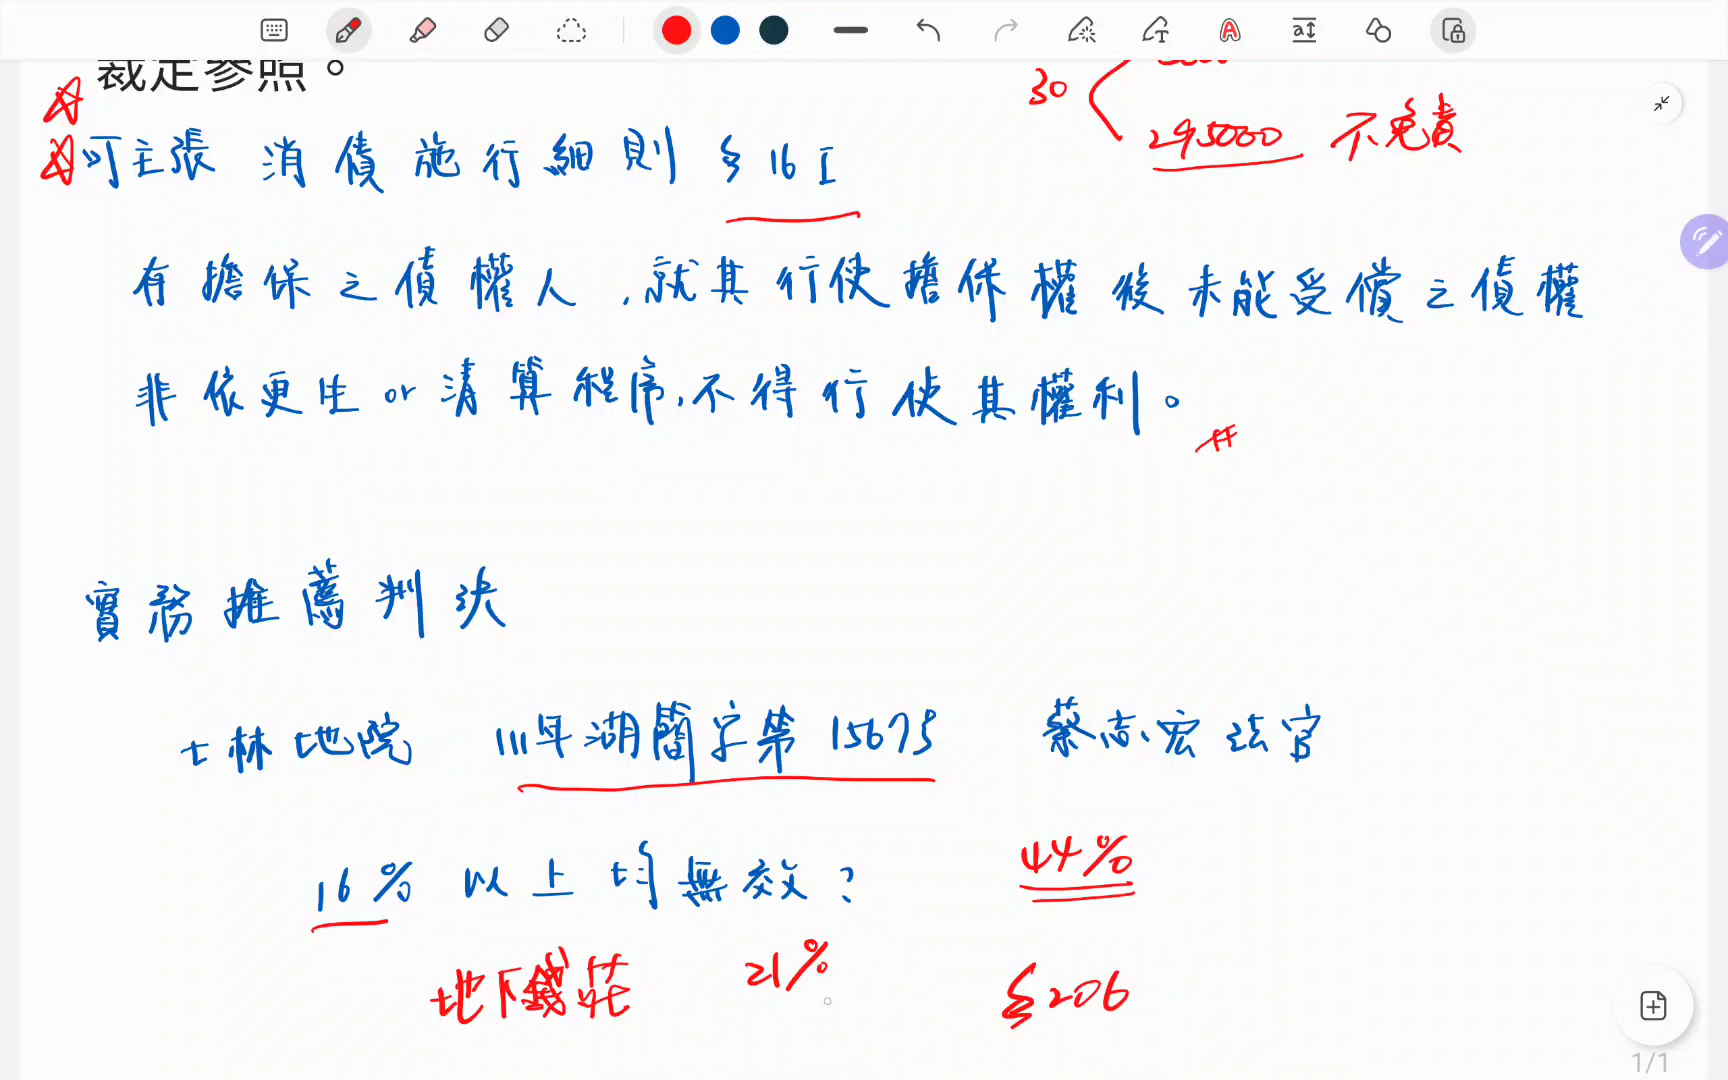 裁定參照。
30
295000 不免責
可主張 消債施行細則 §16 I
有擔保之債權人,就其行使擔保權後未能受償之債權
非依更生 or 清算程序,不得行使其權利。
實務推薦判決
士林地院 111年湖簡字第1567号 蔡志宏法官
16% 以上均無效? 44%
地下錢莊 21% §206
1/1